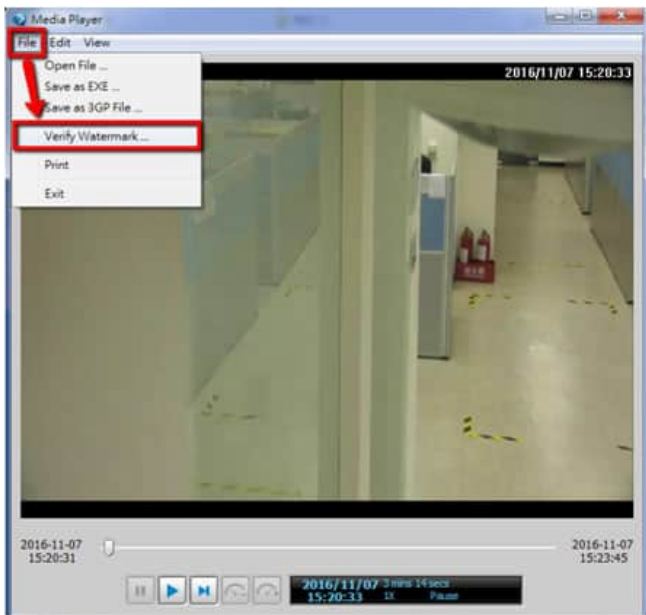 Media Player
File Edit View
Open File ...
Save as EXE ...
Save as 3GP File ...
Verify Watermark ...
Print
Exit
2016/11/07 15:20:33
2016-11-07
15:20:31
2016-11-07
15:23:45
2016/11/07 3 mins 14 secs
15:20:33 1X Pause